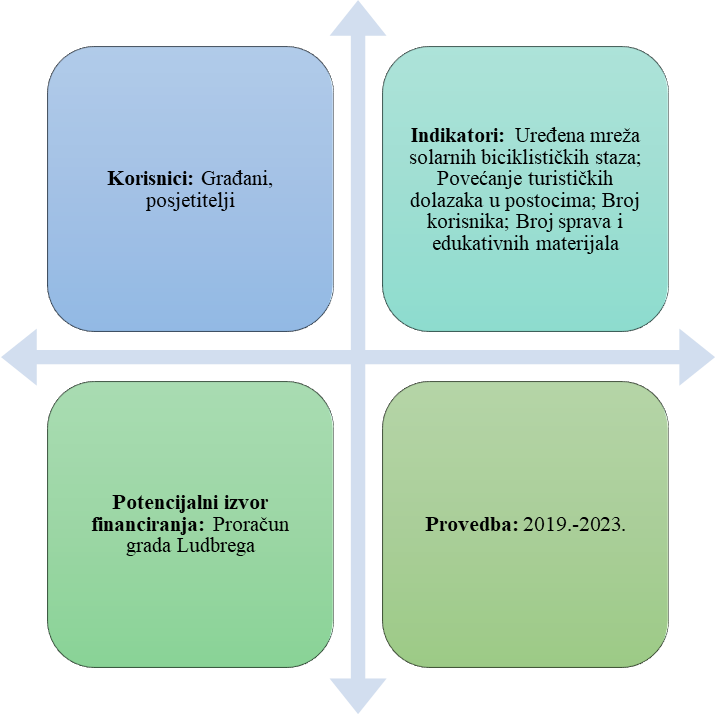 Korisnici: Građani,
posjetitelji
Indikatori: Uređena mreža
solarnih biciklističkih staza;
Povećanje turističkih
dolazaka u postocima; Broj
korisnika; Broj sprava i
edukativnih materijala
Potencijalni izvor
financiranja: Proračun
grada Ludbrega
Provedba: 2019.-2023.